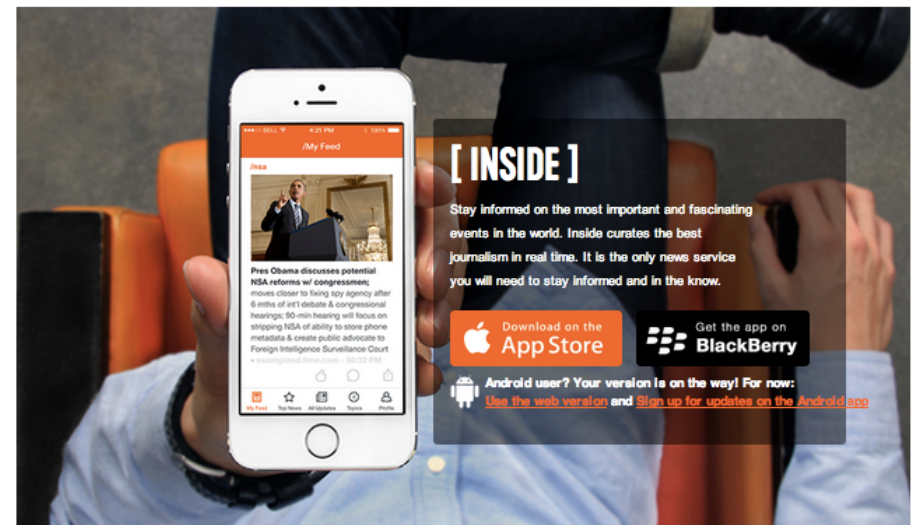 BELL 4:21 PM 100%
/My Feed
/nsa
Pres Obama discusses potential
NSA reforms w/ congressmen;
moves closer to fixing spy agency after
6 mths of int'l debate & congressional
hearings; 90-min hearing will focus on
stripping NSA of ability to store phone
metadata & create public advocate to
Foreign Intelligence Surveillance Court
• swampland.time.com • 08:32 PM
My Feed Top News All Updates Topics Profile
[ INSIDE ]
Stay informed on the most important and fascinating
events in the world. Inside curates the best
journalism in real time. It is the only news service
you will need to stay informed and in the know.
Download on the
App Store
Get the app on
BlackBerry
Android user? Your version is on the way! For now:
Use the web version and Sign up for updates on the Android app